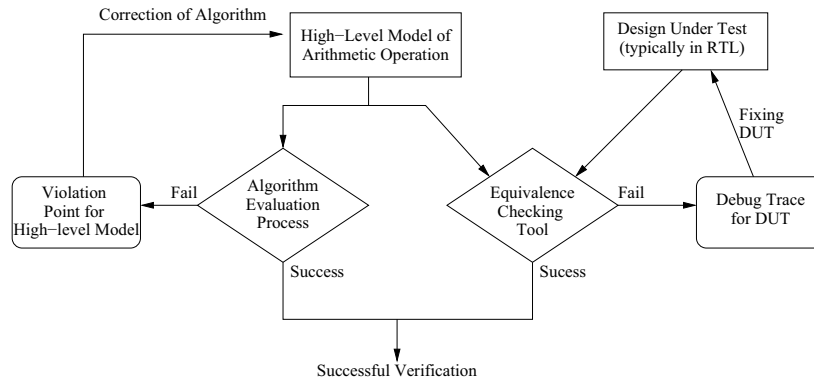 Correction of Algorithm
High−Level Model of
Arithmetic Operation
Design Under Test
(typically in RTL)
Fixing
DUT
Violation
Point for
High−level Model
Fail
Algorithm
Evaluation
Process
Equivalence
Checking
Tool
Fail
Debug Trace
for DUT
Success
Sucess
Successful Verification